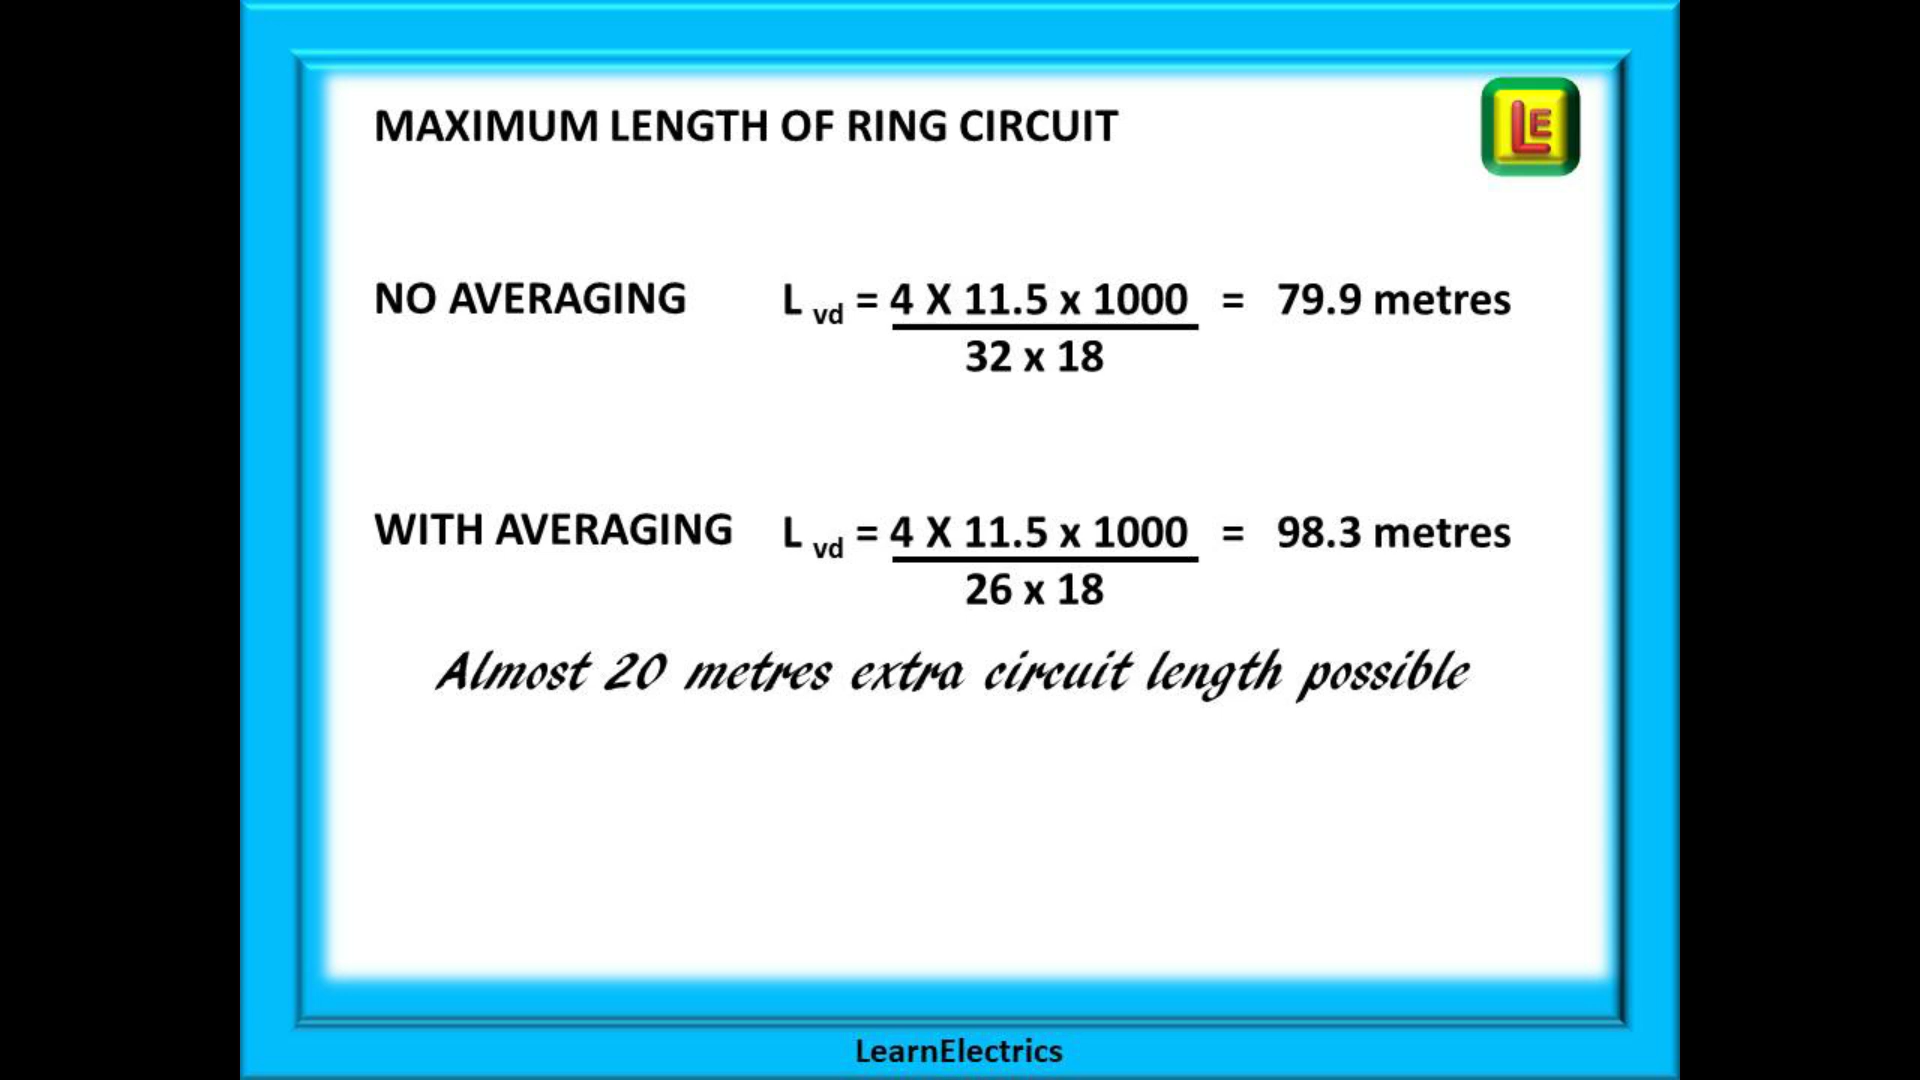 MAXIMUM LENGTH OF RING CIRCUIT
LE
NO AVERAGING L vd = 4 X 11.5 x 1000 = 79.9 metres
32 x 18
WITH AVERAGING L vd = 4 X 11.5 x 1000 = 98.3 metres
26 x 18
Almost 20 metres extra circuit length possible
LearnElectrics